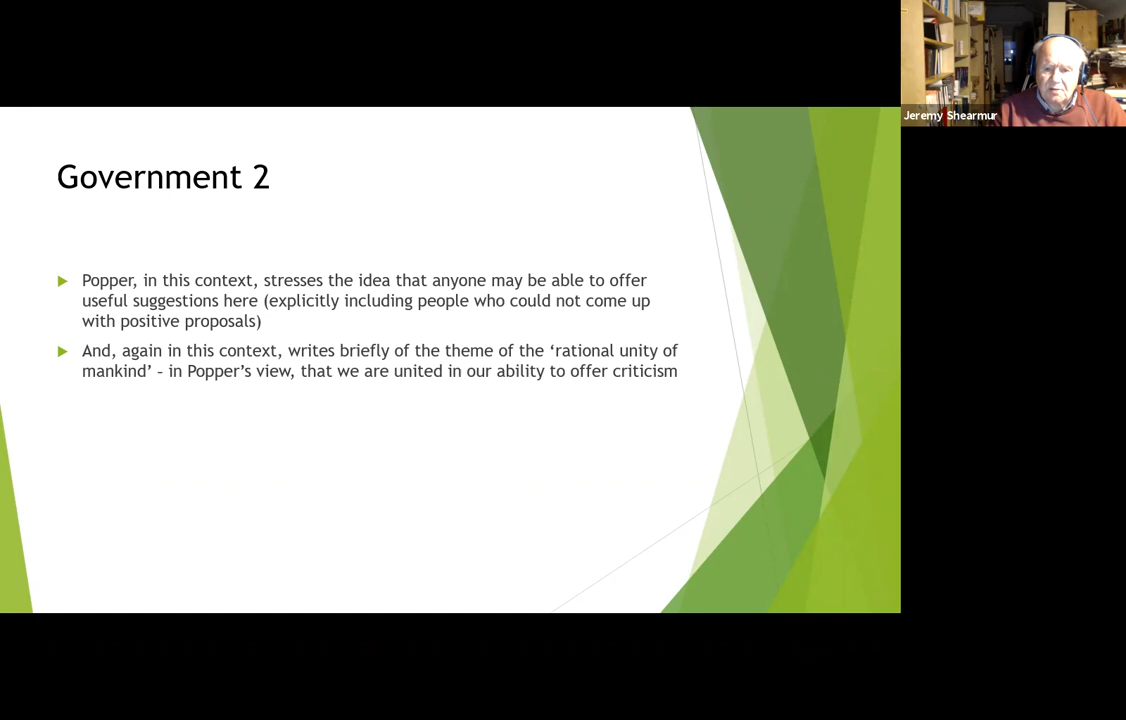 Jeremy Shearmur
Government 2
Popper, in this context, stresses the idea that anyone may be able to offer
useful suggestions here (explicitly including people who could not come up
with positive proposals)
And, again in this context, writes briefly of the theme of the ‘rational unity of
mankind’ – in Popper’s view, that we are united in our ability to offer criticism